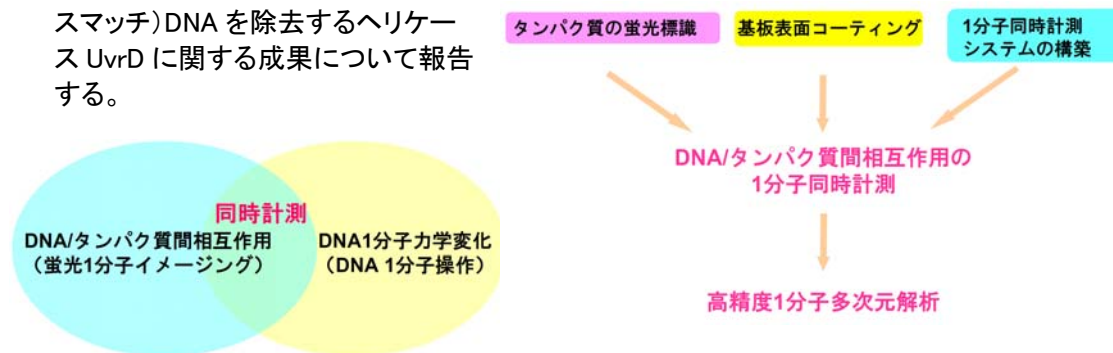 スマッチ)DNA を除去するヘリケー
ス UvrD に関する成果について報告
する。
同時計測
DNA/タンパク質間相互作用
（蛍光1分子イメージング）
DNA1分子力学変化
（DNA 1分子操作）
タンパク質の蛍光標識
基板表面コーティング
1分子同時計測
システムの構築
DNA/タンパク質間相互作用の
1分子同時計測
高精度1分子多次元解析